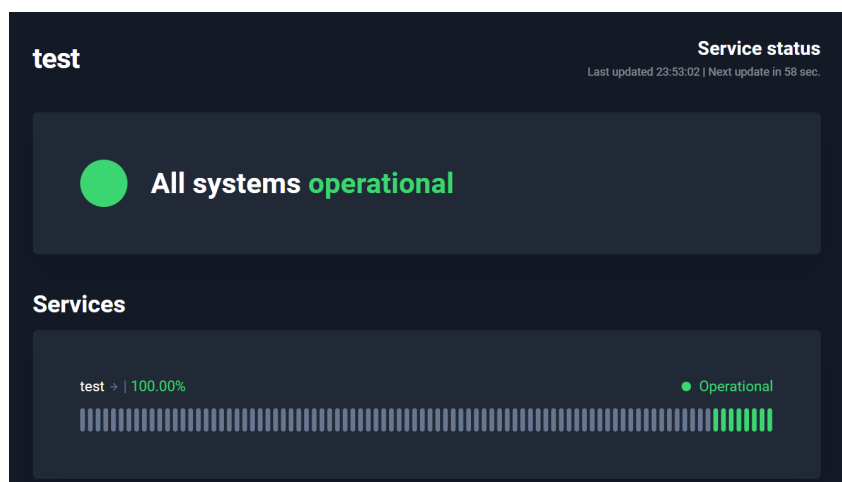 test
Service status
Last updated 23:53:02 | Next update in 58 sec.
All systems operational
Services
test → | 100.00%
Operational